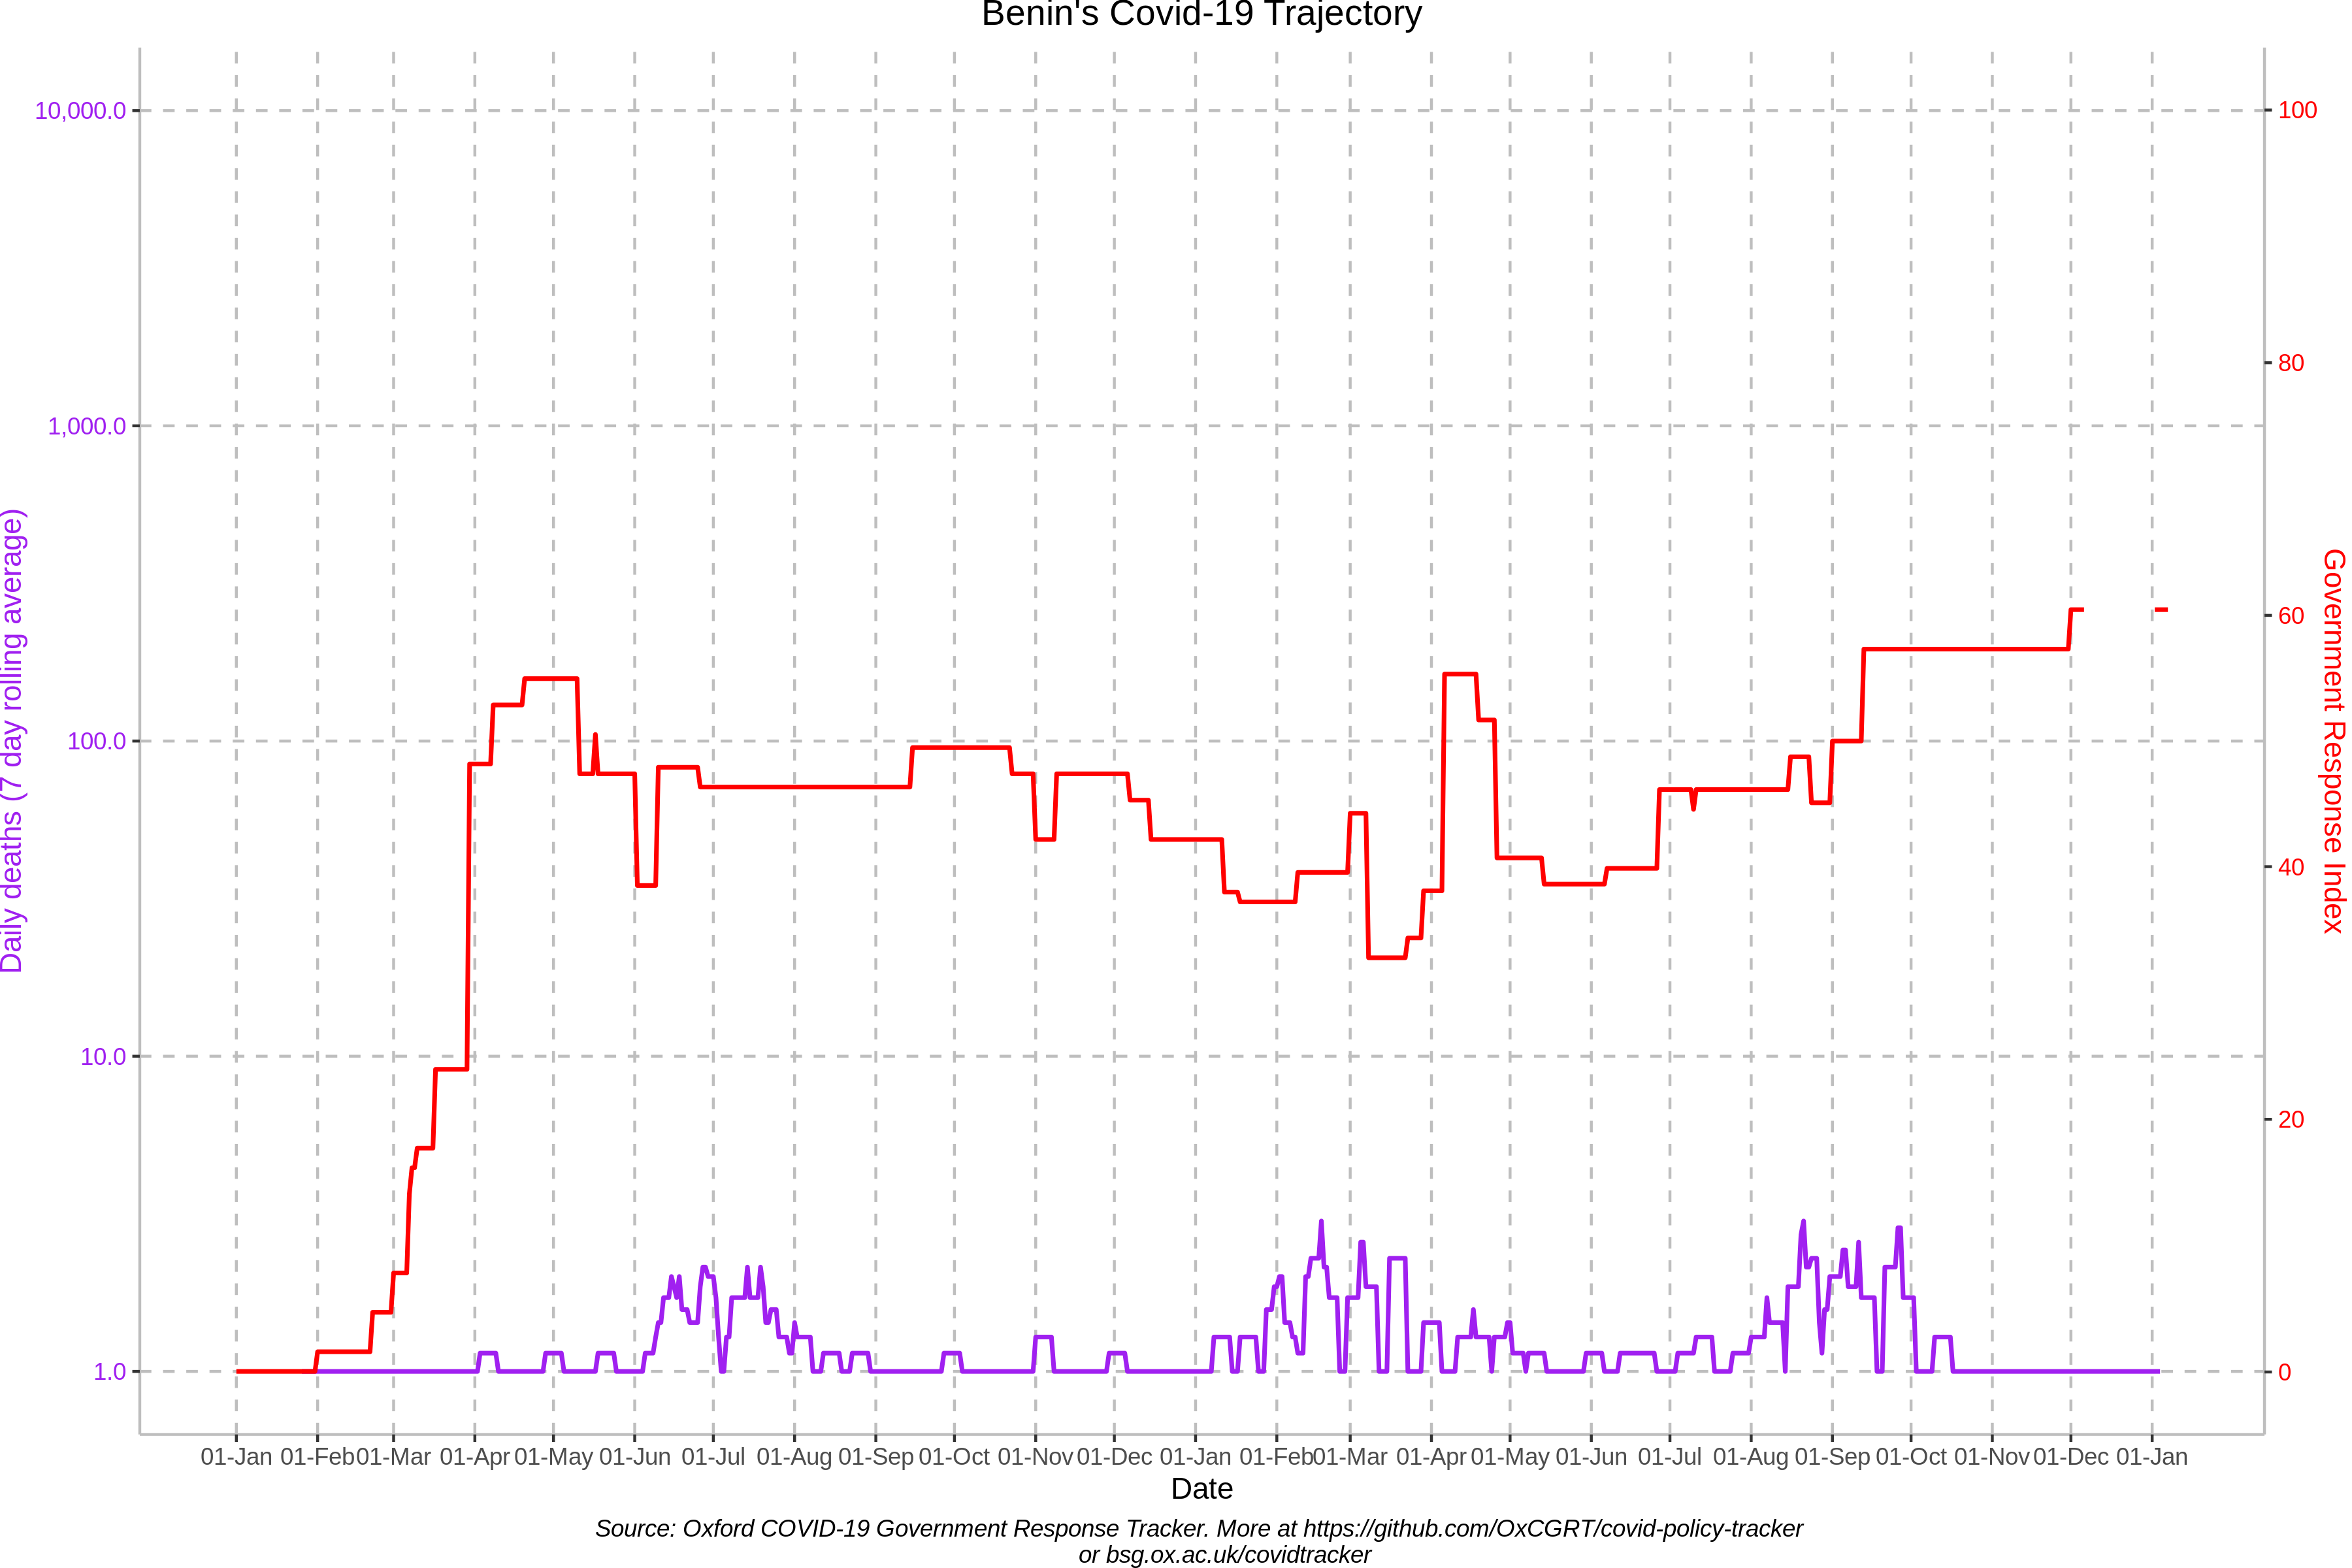 Benin's Covid-19 Trajectory
10,000.0
1,000.0
100.0
10.0
1.0
Daily deaths (7 day rolling average)
100
80
60
40
20
0
Government Response Index
01-Jan 01-Feb 01-Mar 01-Apr 01-May 01-Jun 01-Jul 01-Aug 01-Sep 01-Oct 01-Nov 01-Dec 01-Jan 01-Feb 01-Mar 01-Apr 01-May 01-Jun 01-Jul 01-Aug 01-Sep 01-Oct 01-Nov 01-Dec 01-Jan
Date
Source: Oxford COVID-19 Government Response Tracker. More at https://github.com/OxCGRT/covid-policy-tracker
or bsg.ox.ac.uk/covidtracker